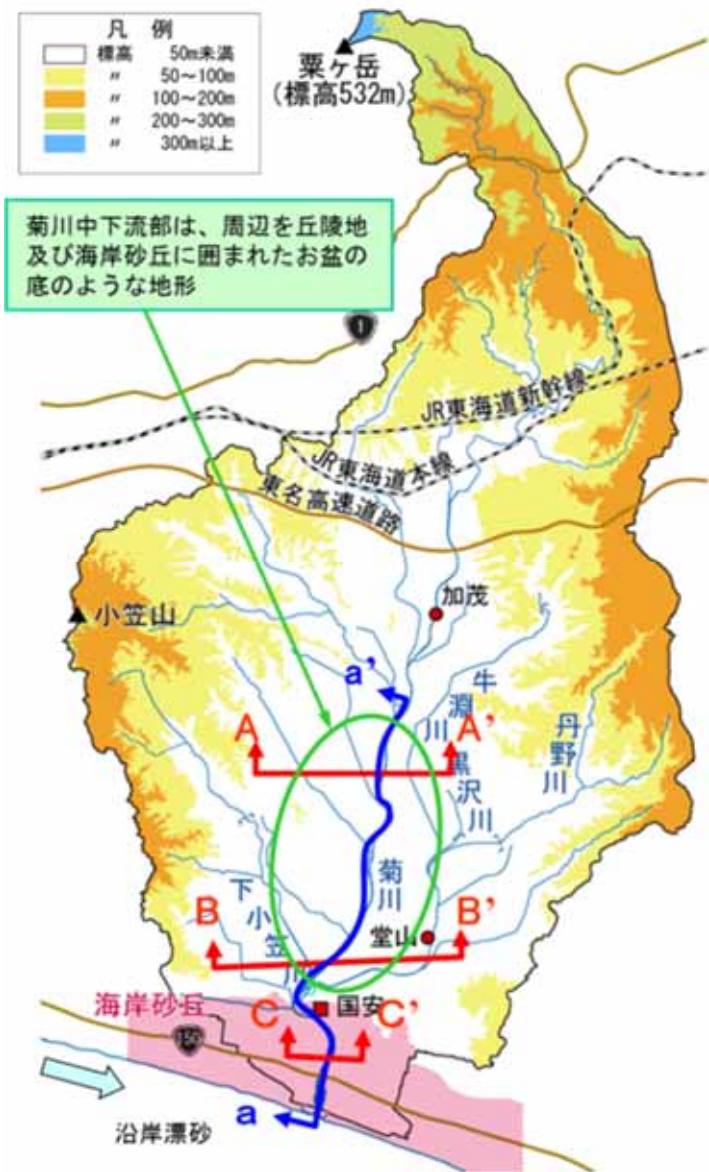 凡 例
標高 50m未満
〃 50～100m
〃 100～200m
〃 200～300m
〃 300m以上
粟ヶ岳
(標高532m)
菊川中下流部は、周辺を丘陵地
及び海岸砂丘に囲まれたお盆の
底のような地形
1
JR東海道新幹線
JR東海道本線
東名高速道路
加茂
小笠山
a'
牛淵川
A
A'
黒沢川
丹野川
菊川
下小笠川
B
B'
堂山
海岸砂丘
国安
C
C'
150
a
沿岸漂砂